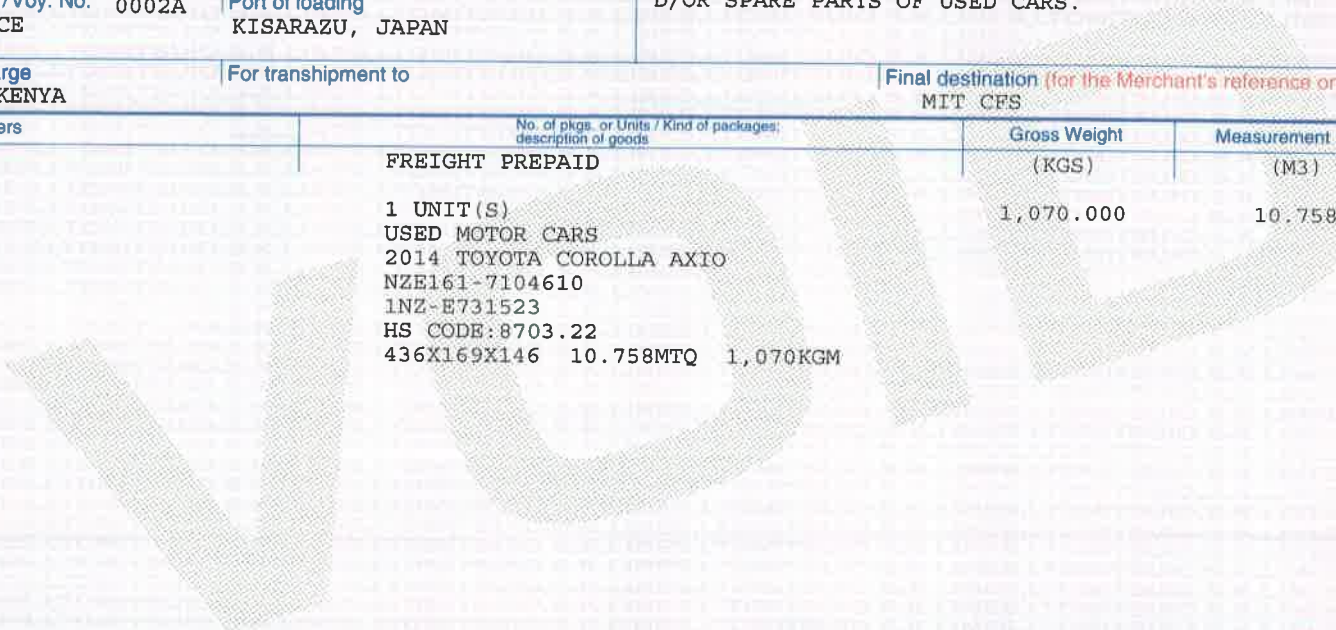 /Voy. No. 0002A
Port of loading
D/OR SPARE PARTS OF USED CARS.
CE
KISARAZU, JAPAN
rge
For transhipment to
Final destination (for the Merchant's reference or
KENYA
MIT CFS
ers
No. of pkgs. or Units / Kind of packages;
description of goods
Gross Weight
Measurement
FREIGHT PREPAID
(KGS)
(M3)
1 UNIT(S)
1,070.000
10.758
USED MOTOR CARS
2014 TOYOTA COROLLA AXIO
NZE161-7104610
1NZ-E731523
HS CODE:8703.22
436X169X146 10.758MTQ 1,070KGM
VOID